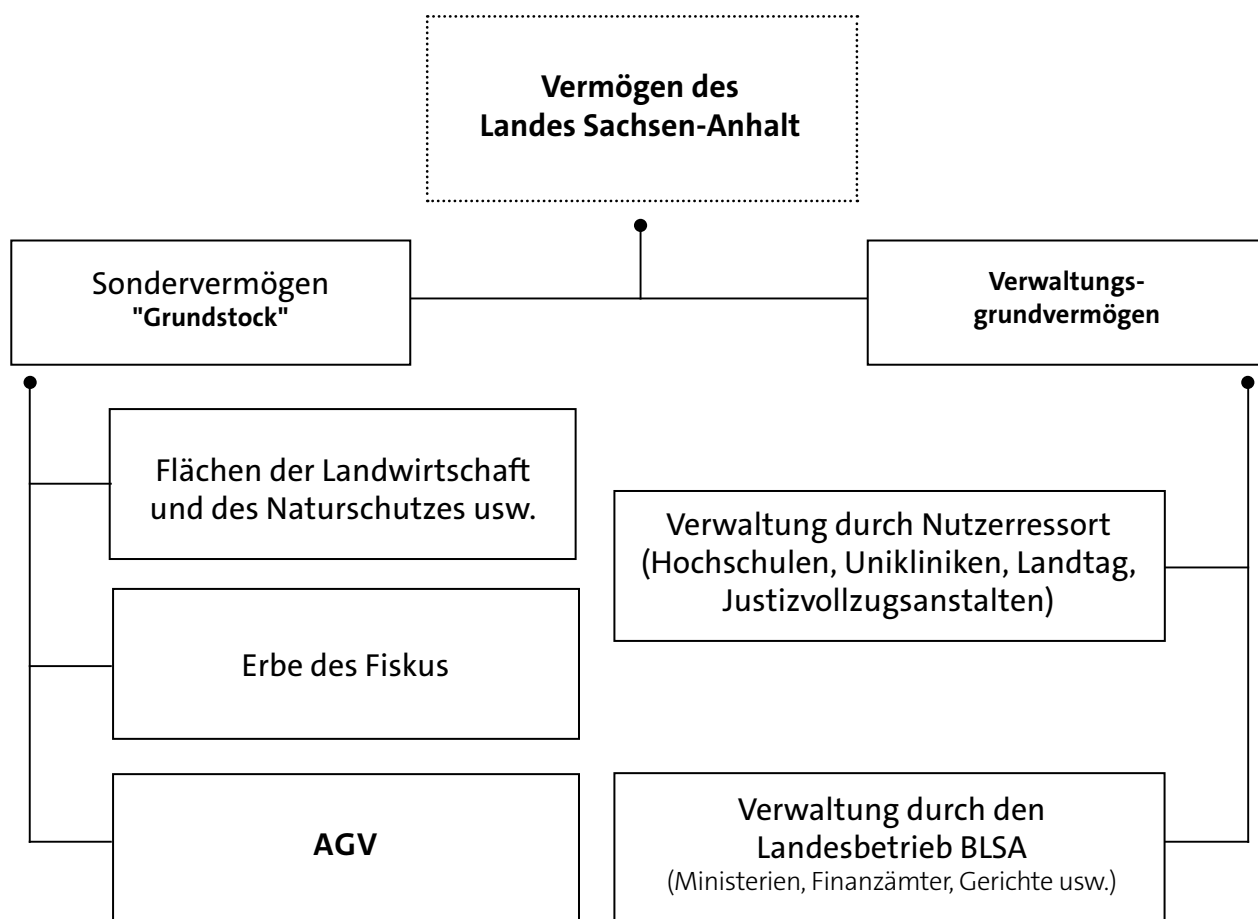 Vermögen des
Landes Sachsen-Anhalt
Sondervermögen
"Grundstock"
Verwaltungs-
grundvermögen
Flächen der Landwirtschaft
und des Naturschutzes usw.
Erbe des Fiskus
AGV
Verwaltung durch Nutzerressort
(Hochschulen, Unikliniken, Landtag,
Justizvollzugsanstalten)
Verwaltung durch den
Landesbetrieb BLSA
(Ministerien, Finanzämter, Gerichte usw.)